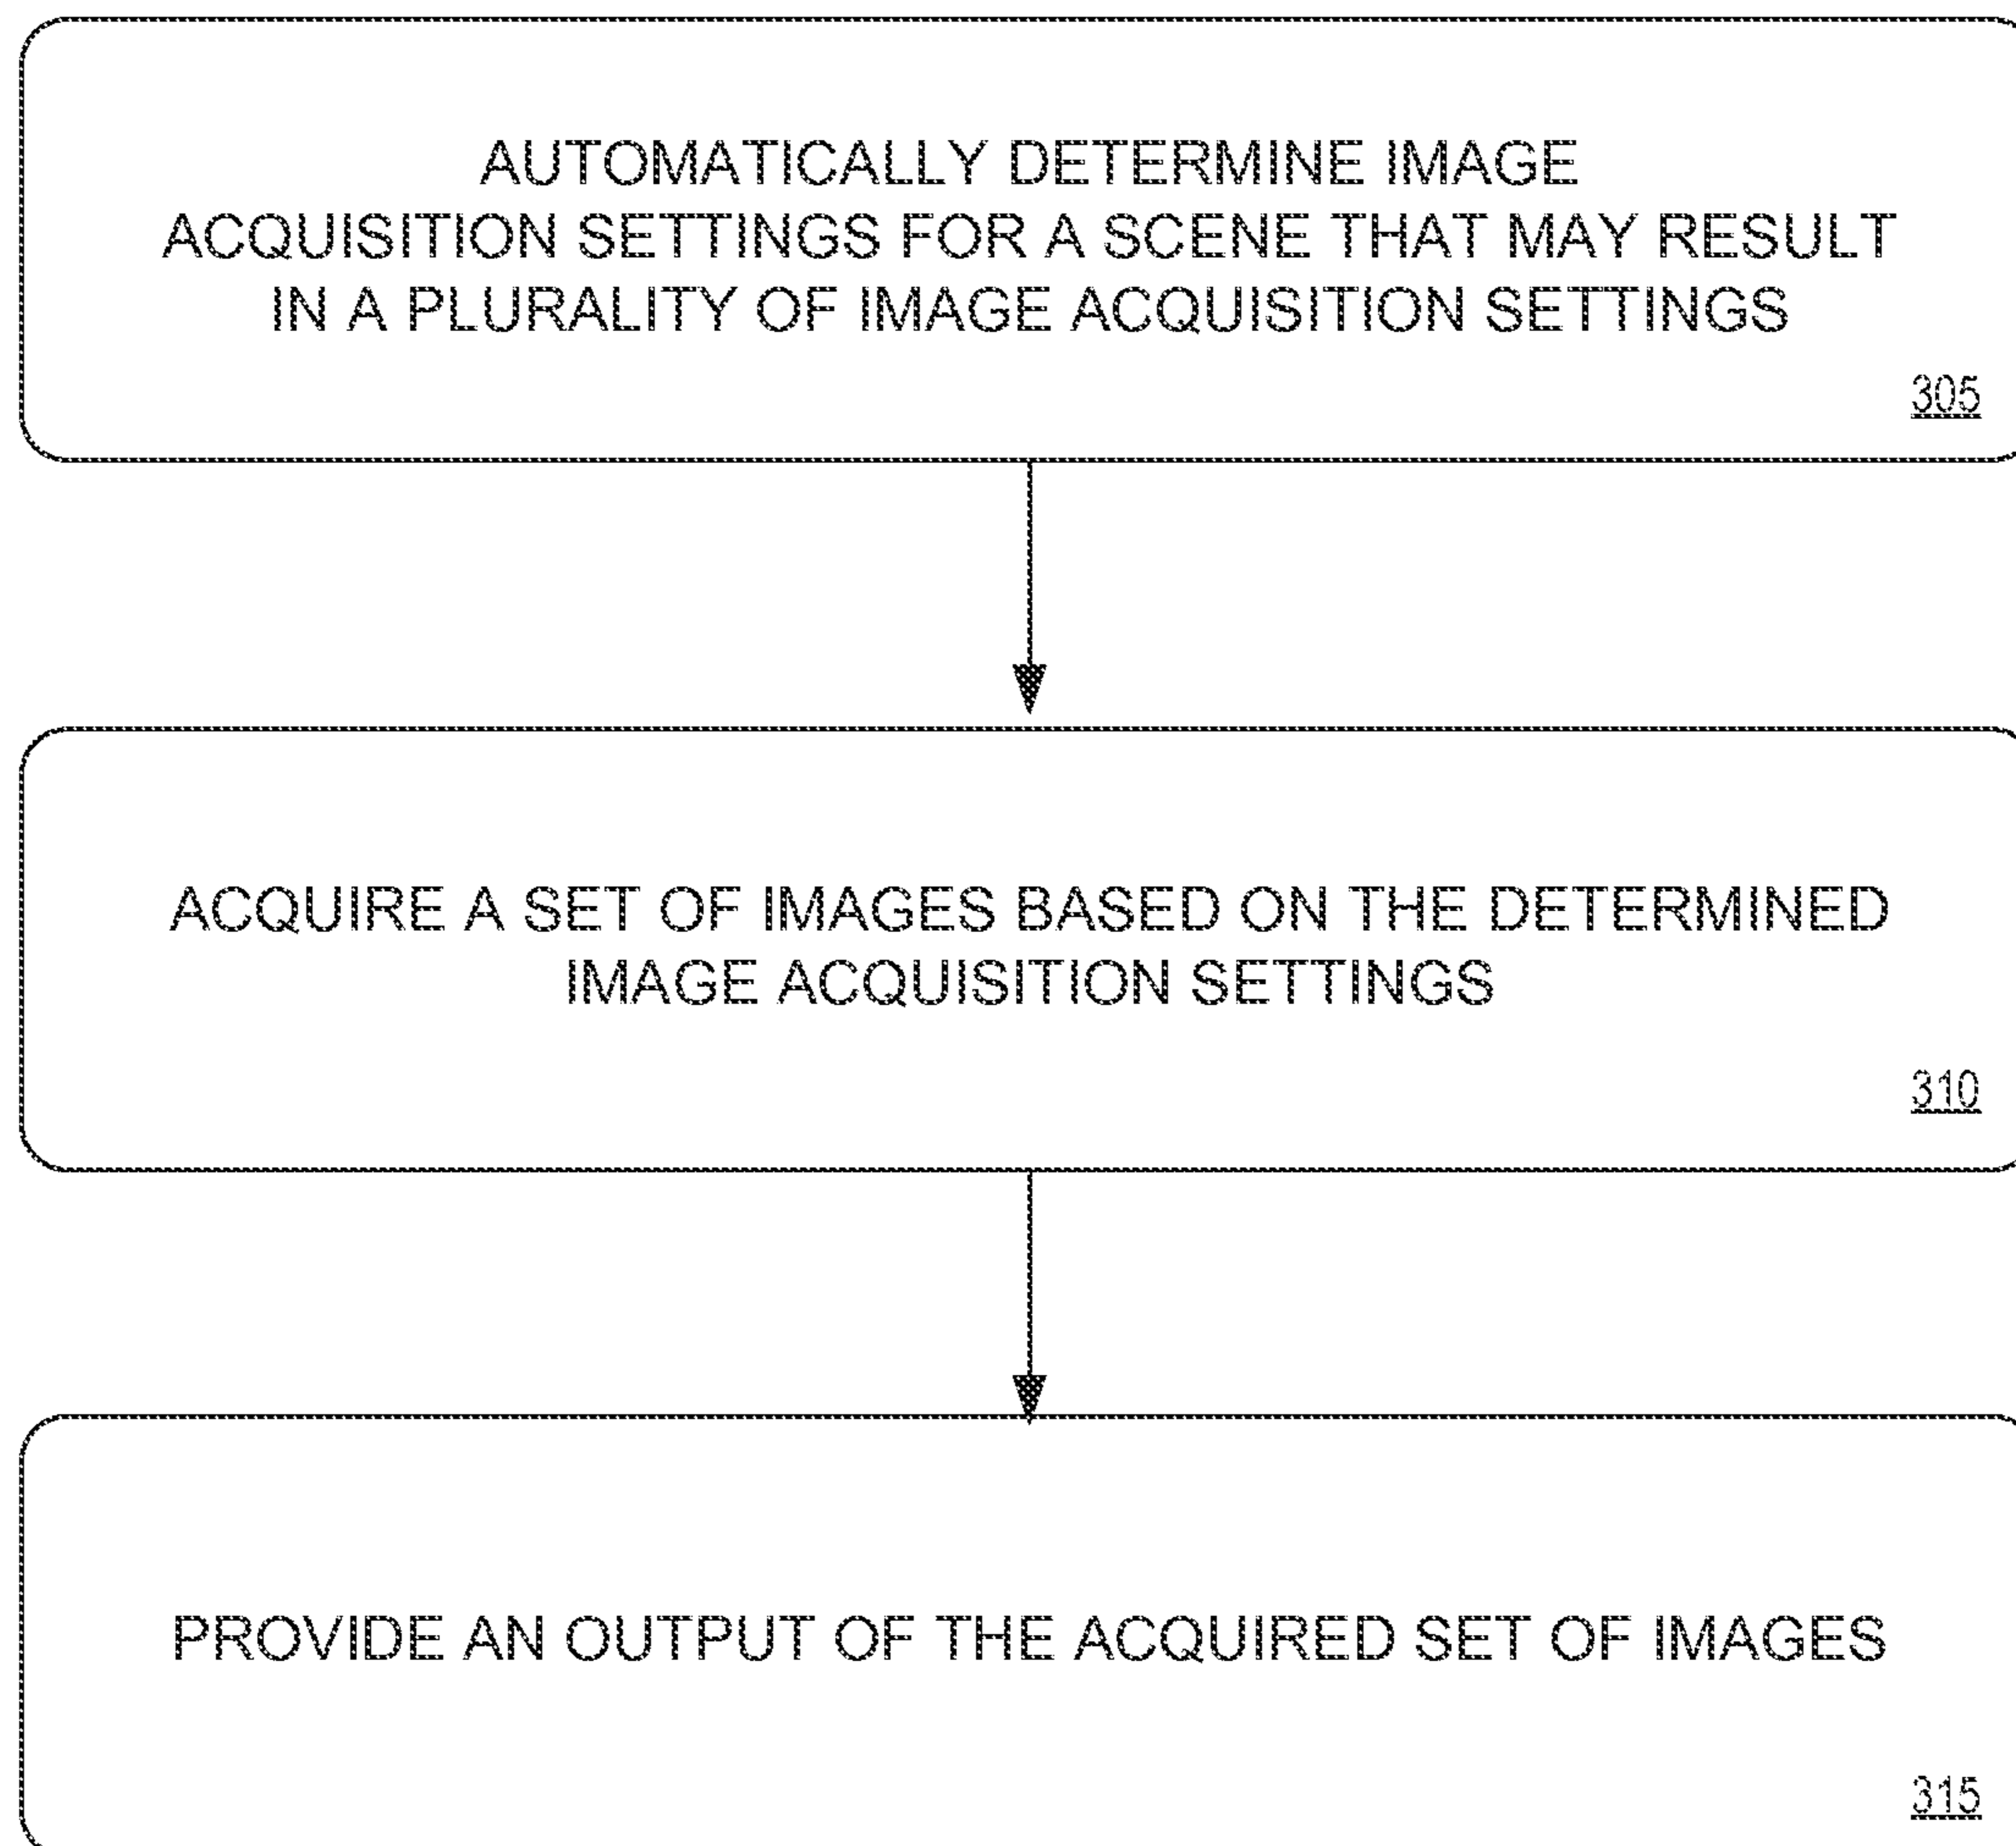 AUTOMATICALLY DETERMINE IMAGE
ACQUISITION SETTINGS FOR A SCENE THAT MAY RESULT
IN A PLURALITY OF IMAGE ACQUISITION SETTINGS
305
ACQUIRE A SET OF IMAGES BASED ON THE DETERMINED
IMAGE ACQUISITION SETTINGS
310
PROVIDE AN OUTPUT OF THE ACQUIRED SET OF IMAGES
315